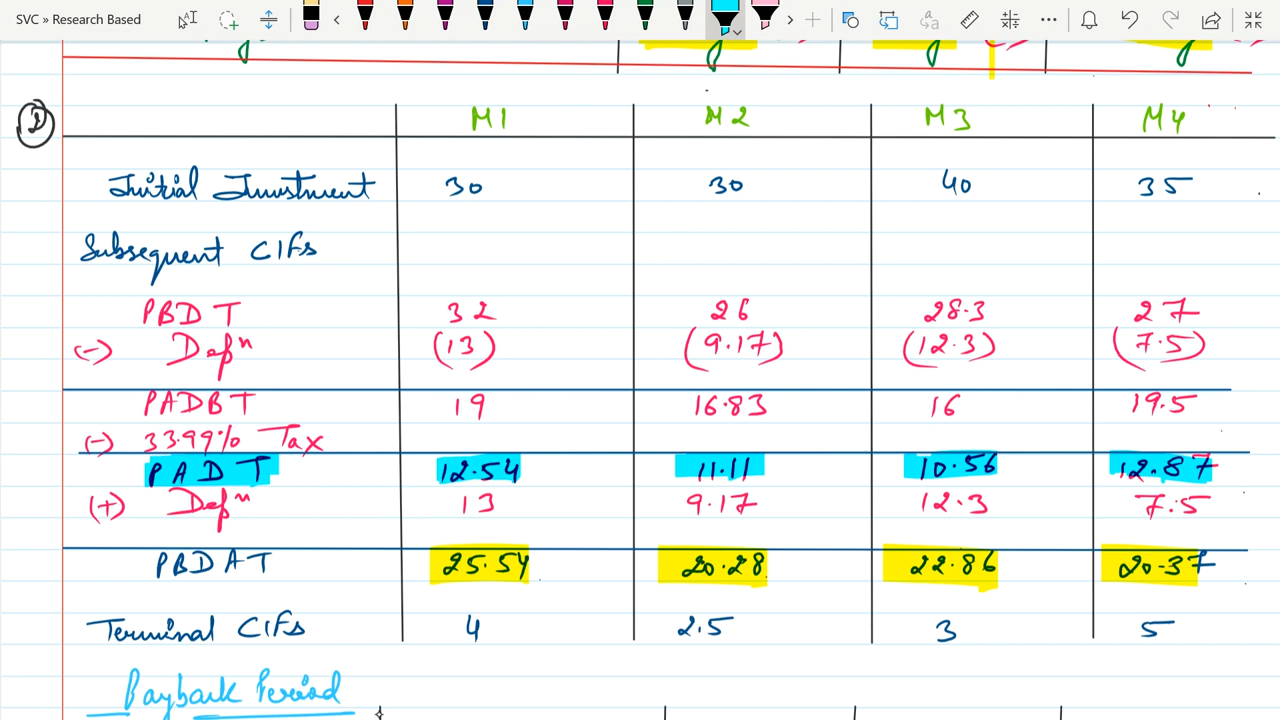 SVC » Research Based
2
M1 M2 M3 M4
Initial Investment 30 30 40 35
Subsequent CIFs
PBDT 32 26 28.3 27
(-) Depn (13) (9.17) (12.3) (7.5)
PADBT 19 16.83 16 19.5
(-) 33.99% Tax
PADT 12.54 11.11 10.56 12.87
(+) Depn 13 9.17 12.3 7.5
PBDAT 25.54 20.28 22.86 20.37
Terminal CIFs 4 2.5 3 5
Payback Period